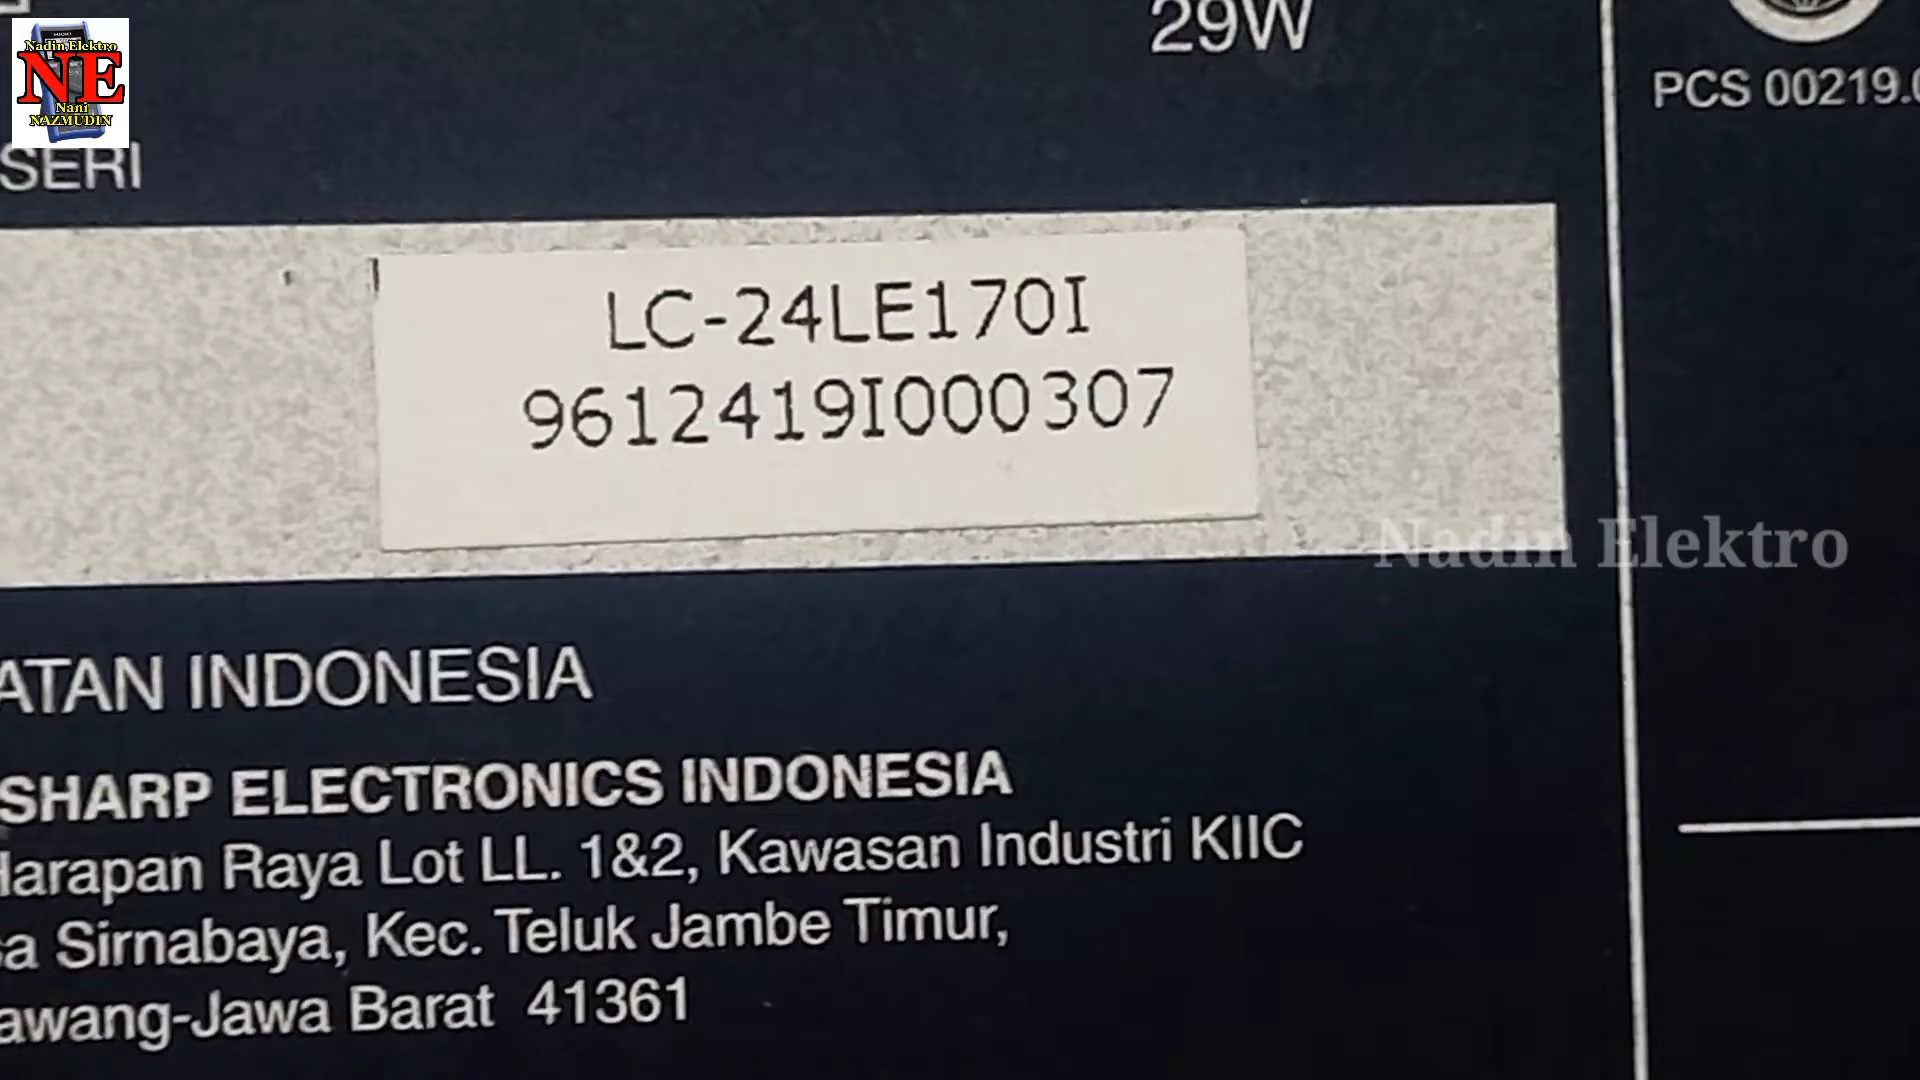 29W
PCS 00219.
Nadin Elektro
NE
Nani
NAZMUDIN
SERI
LC-24LE170I
9612419I000307
Nadin Elektro
ATAN INDONESIA
SHARP ELECTRONICS INDONESIA
Harapan Raya Lot LL. 1&2, Kawasan Industri KIIC
sa Sirnabaya, Kec. Teluk Jambe Timur,
awang-Jawa Barat 41361